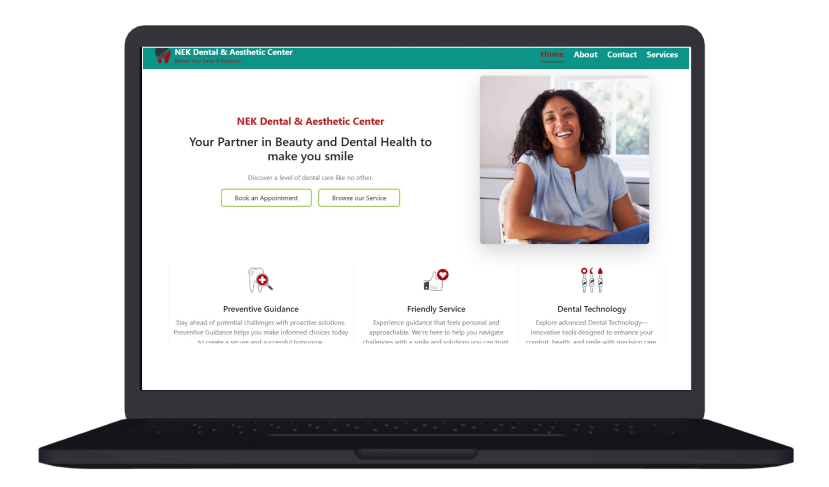 NEK Dental & Aesthetic Center
Home About Contact Services
NEK Dental & Aesthetic Center
Your Partner in Beauty and Dental Health to
make you smile
Discover a level of dental care like no other.
Book an Appointment Browse our Service
Preventive Guidance
Stay ahead of potential challenges with proactive solutions.
Preventive Guidance helps you make informed choices today
to create a secure and successful tomorrow.
Friendly Service
Experience guidance that feels personal and
approachable. We're here to help you navigate
challenges with a smile and solutions you can trust
Dental Technology
Explore advanced Dental Technology—
innovative tools designed to enhance your
comfort, health, and smile with precision care